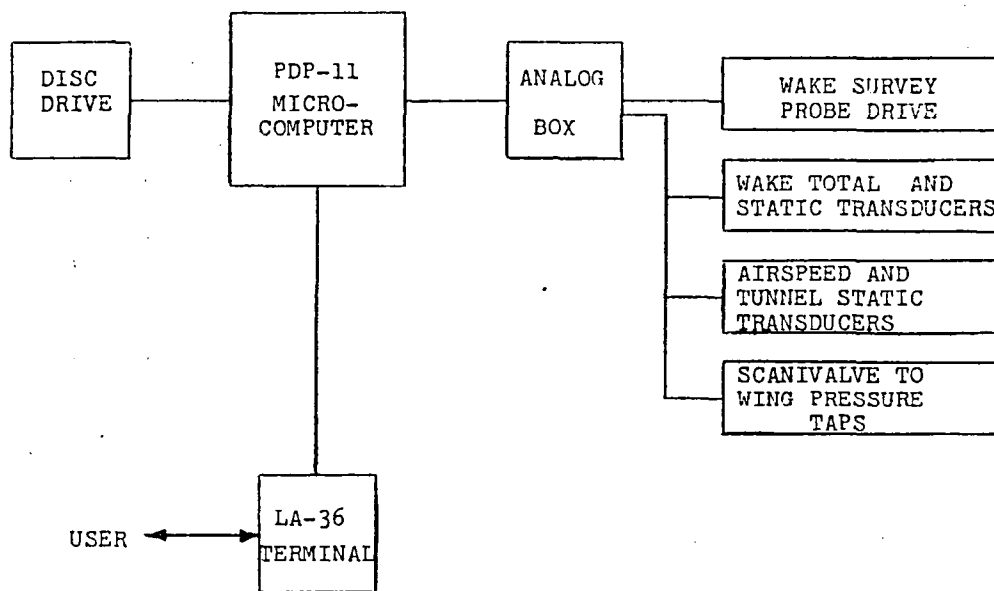 DISC
DRIVE
PDP-11
MICRO-
COMPUTER
ANALOG
BOX
WAKE SURVEY
PROBE DRIVE
WAKE TOTAL AND
STATIC TRANSDUCERS
AIRSPEED AND
TUNNEL STATIC
TRANSDUCERS
SCANIVALVE TO
WING PRESSURE
TAPS
USER
LA-36
TERMINAL